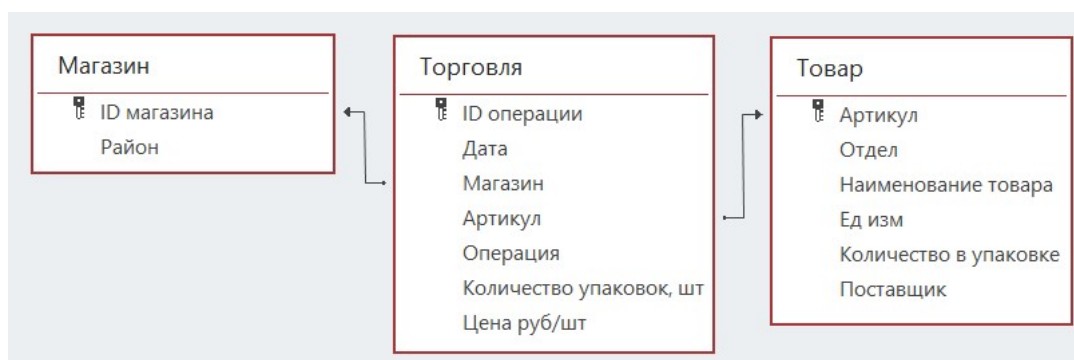 Магазин
ID магазина
Район
Торговля
ID операции
Дата
Магазин
Артикул
Операция
Количество упаковок, шт
Цена руб/шт
Товар
Артикул
Отдел
Наименование товара
Ед изм
Количество в упаковке
Поставщик